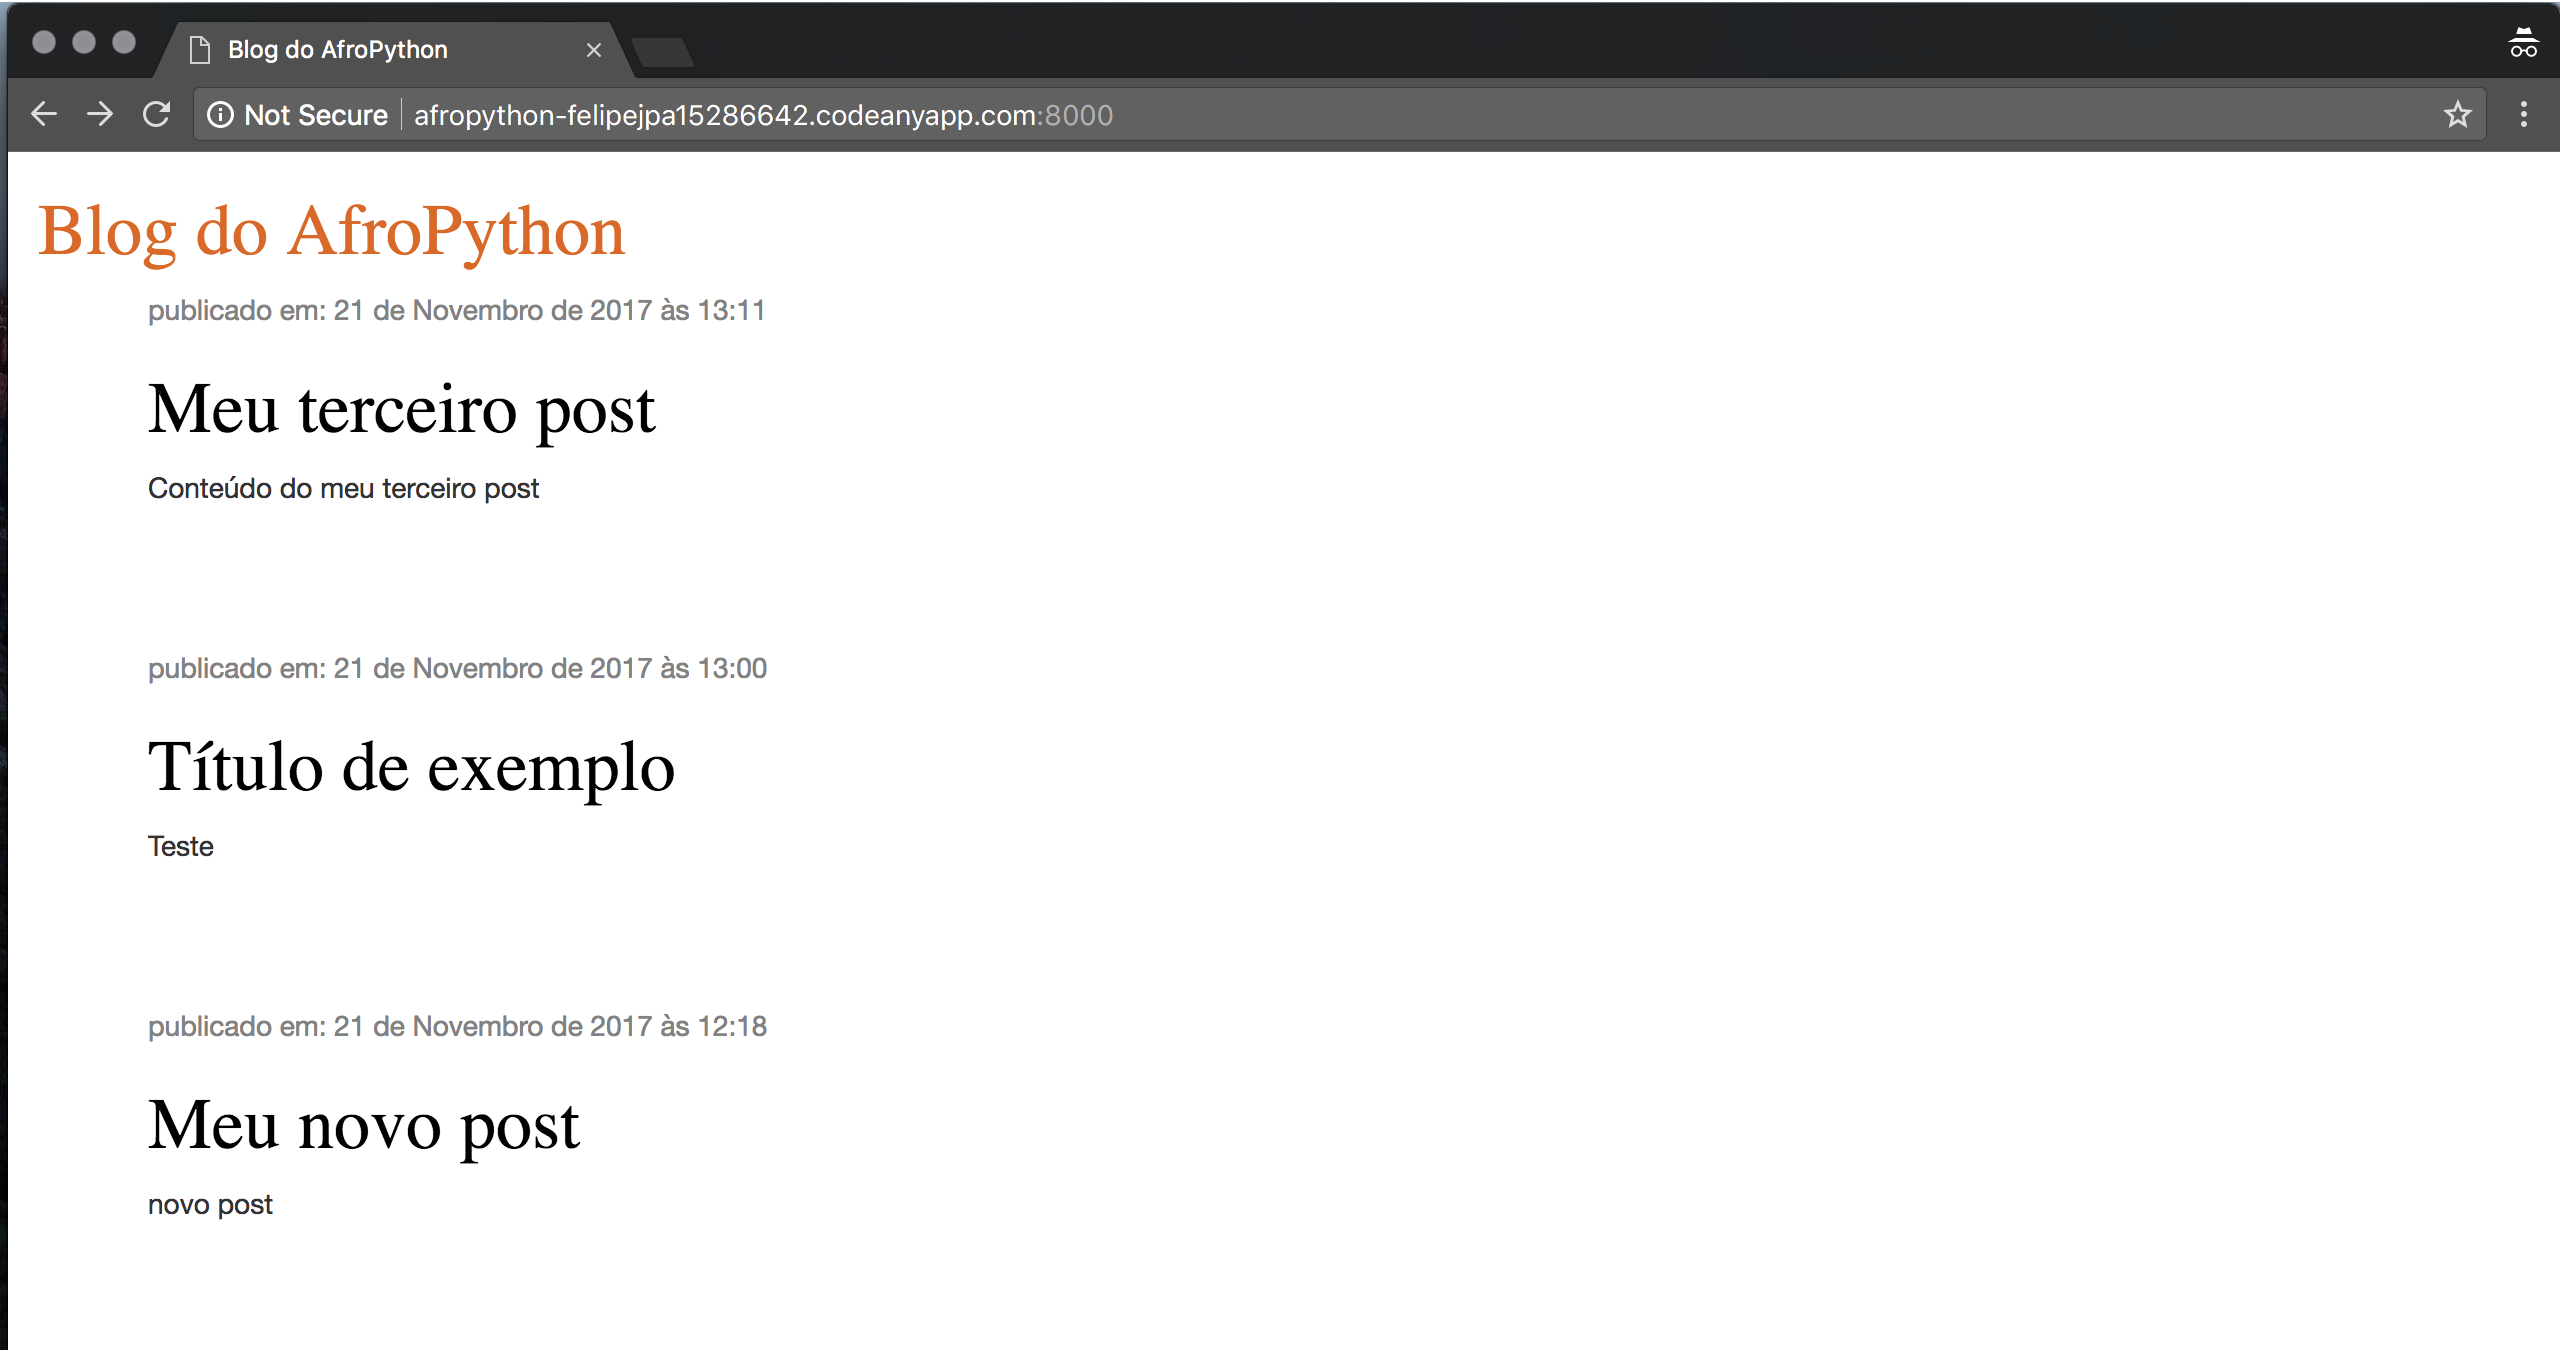 Blog do AfroPython
Not Secure afropython-felipejpa15286642.codeanyapp.com:8000
Blog do AfroPython
publicado em: 21 de Novembro de 2017 às 13:11
Meu terceiro post
Conteúdo do meu terceiro post
publicado em: 21 de Novembro de 2017 às 13:00
Título de exemplo
Teste
publicado em: 21 de Novembro de 2017 às 12:18
Meu novo post
novo post